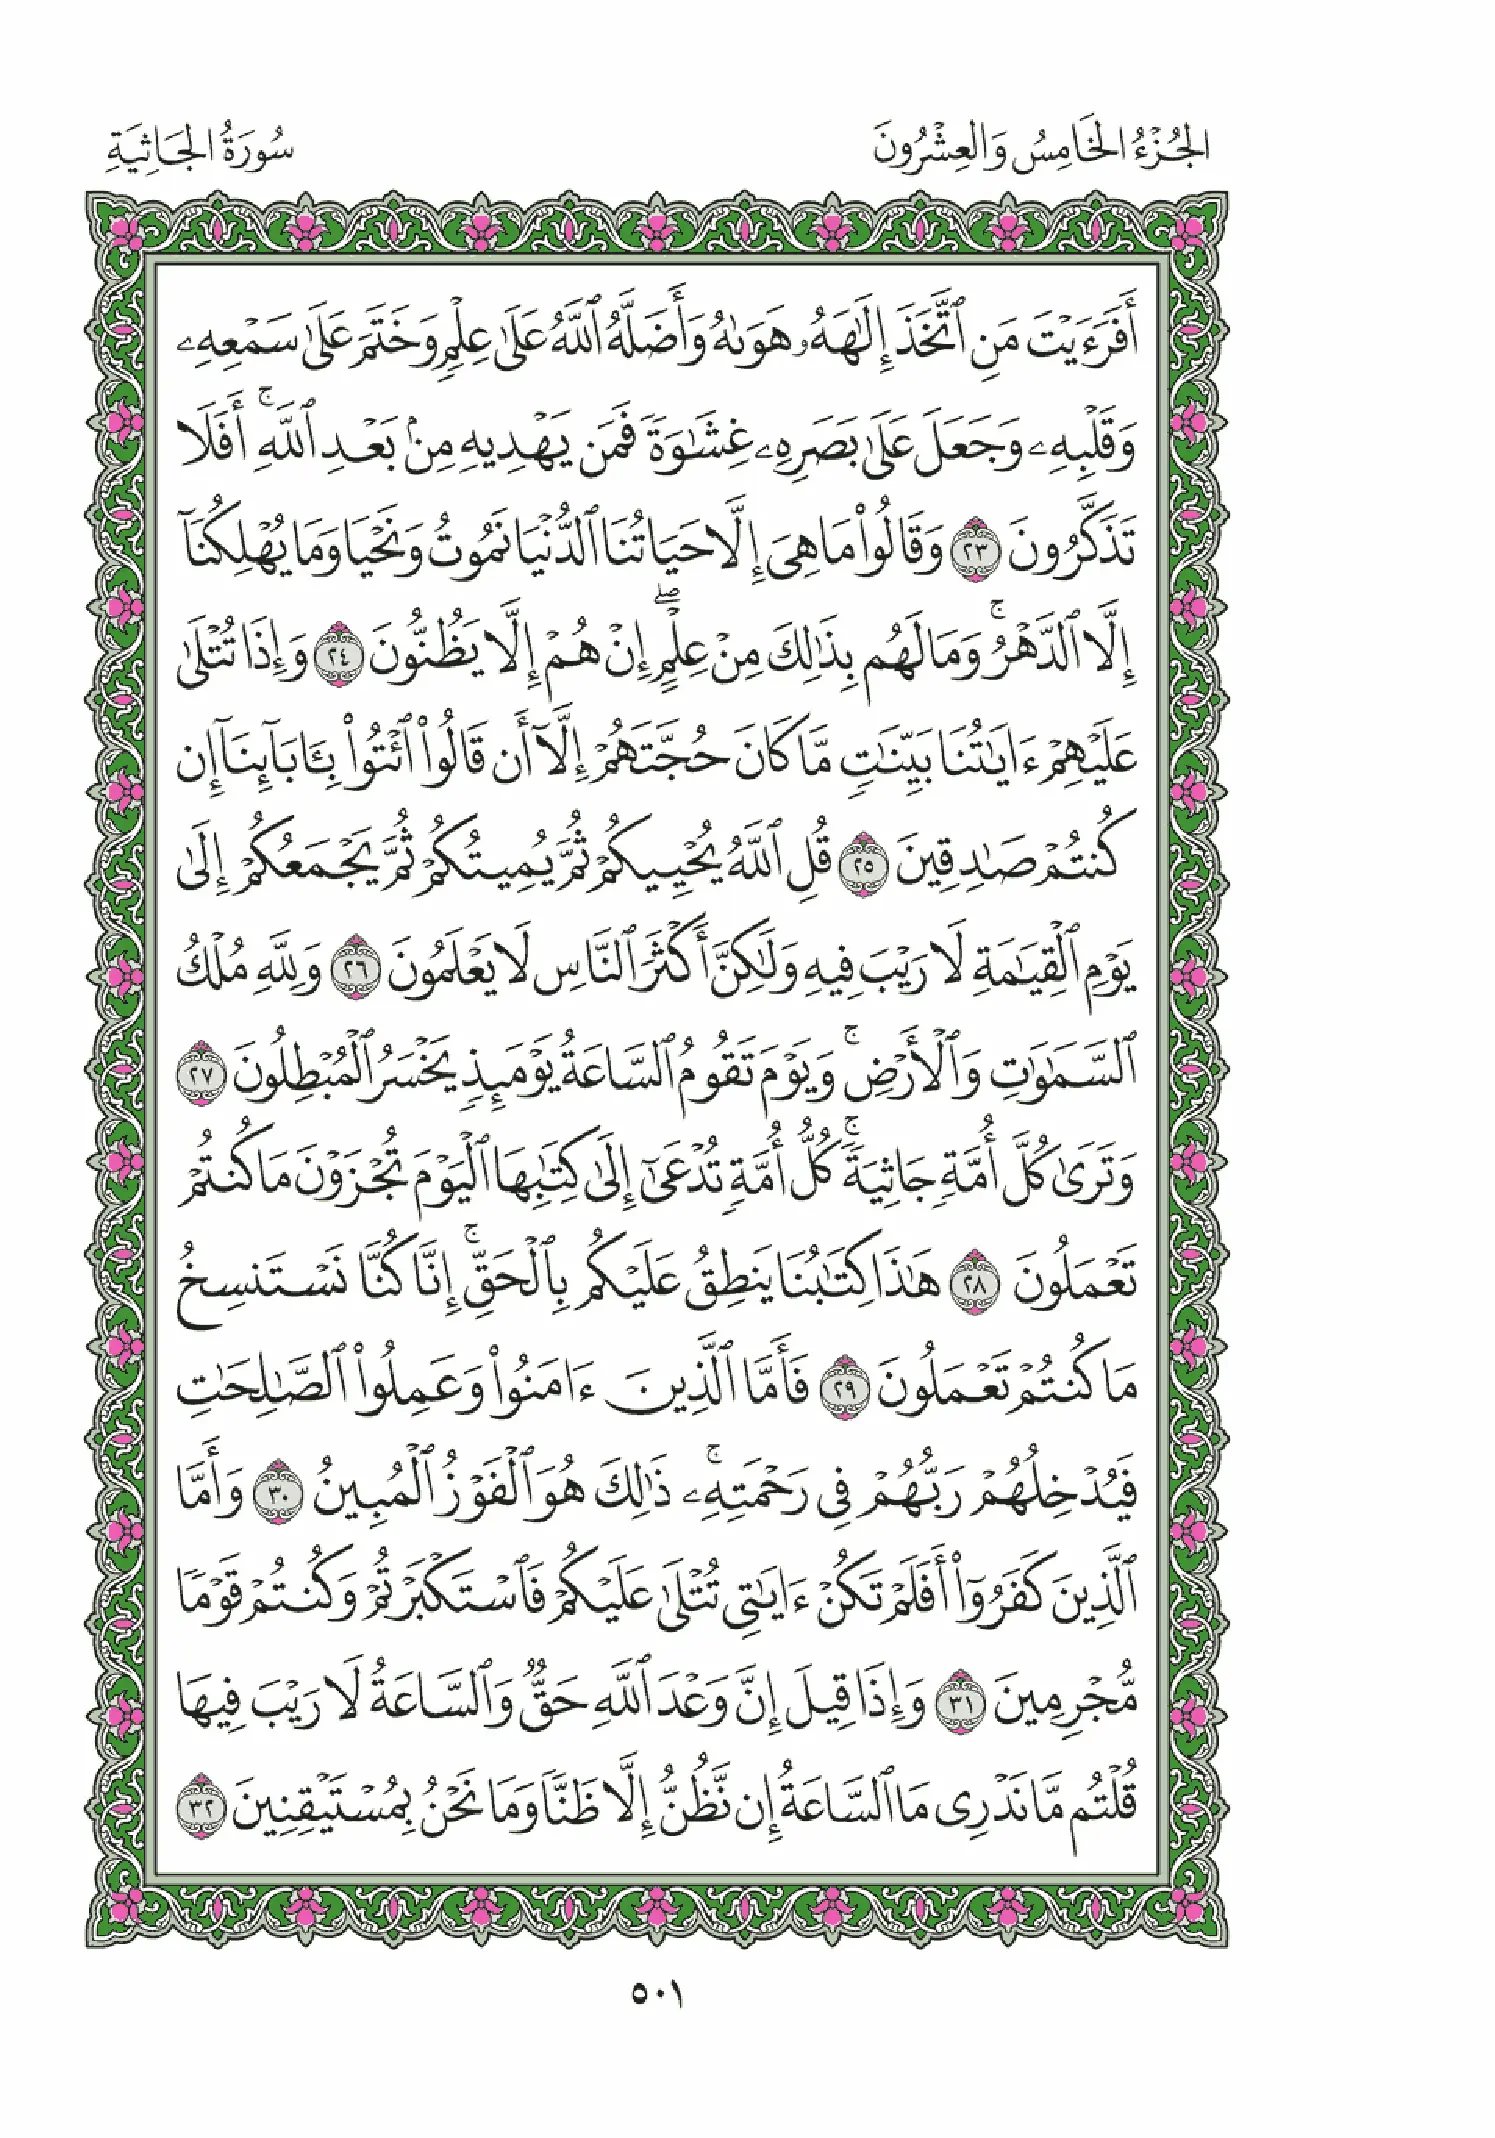 الجُزْءُ الخَامِسُ وَالعِشْرُونَ
سُورَةُ الجَاثِيَةِ
أَفَرَءَيْتَ مَنِ ٱتَّخَذَ إِلَٰهَهُۥ هَوَىٰهُ وَأَضَلَّهُ ٱللَّهُ عَلَىٰ عِلْمٍ وَخَتَمَ عَلَىٰ سَمْعِهِۦ
وَقَلْبِهِۦ وَجَعَلَ عَلَىٰ بَصَرِهِۦ غِشَٰوَةً فَمَن يَهْدِيهِ مِنۢ بَعْدِ ٱللَّهِۚ أَفَلَا
تَذَكَّرُونَ ٢٣ وَقَالُوا۟ مَا هِىَ إِلَّا حَيَاتُنَا ٱلدُّنْيَا نَمُوتُ وَنَحْيَا وَمَا يُهْلِكُنَآ
إِلَّا ٱلدَّهْرُۚ وَمَا لَهُم بِذَٰلِكَ مِنْ عِلْمٍۖ إِنْ هُمْ إِلَّا يَظُنُّونَ ٢٤ وَإِذَا تُتْلَىٰ
عَلَيْهِمْ ءَايَٰتُنَا بَيِّنَٰتٍ مَّا كَانَ حُجَّتَهُمْ إِلَّآ أَن قَالُوا۟ ٱئْتُوا۟ بِـَٔابَآئِنَآ إِن
كُنتُمْ صَٰدِقِينَ ٢٥ قُلِ ٱللَّهُ يُحْيِيكُمْ ثُمَّ يُمِيتُكُمْ ثُمَّ يَجْمَعُكُمْ إِلَىٰ
يَوْمِ ٱلْقِيَٰمَةِ لَا رَيْبَ فِيهِ وَلَٰكِنَّ أَكْثَرَ ٱلنَّاسِ لَا يَعْلَمُونَ ٢٦ وَلِلَّهِ مُلْكُ
ٱلسَّمَٰوَٰتِ وَٱلْأَرْضِۚ وَيَوْمَ تَقُومُ ٱلسَّاعَةُ يَوْمَئِذٍ يَخْسَرُ ٱلْمُبْطِلُونَ ٢٧
وَتَرَىٰ كُلَّ أُمَّةٍ جَاثِيَةًۚ كُلُّ أُمَّةٍ تُدْعَىٰٓ إِلَىٰ كِتَٰبِهَا ٱلْيَوْمَ تُجْزَوْنَ مَا كُنتُمْ
تَعْمَلُونَ ٢٨ هَٰذَا كِتَٰبُنَا يَنطِقُ عَلَيْكُم بِٱلْحَقِّۚ إِنَّا كُنَّا نَسْتَنسِخُ
مَا كُنتُمْ تَعْمَلُونَ ٢٩ فَأَمَّا ٱلَّذِينَ ءَامَنُوا۟ وَعَمِلُوا۟ ٱلصَّٰلِحَٰتِ
فَيُدْخِلُهُمْ رَبُّهُمْ فِى رَحْمَتِهِۦۚ ذَٰلِكَ هُوَ ٱلْفَوْزُ ٱلْمُبِينُ ٣٠ وَأَمَّا
ٱلَّذِينَ كَفَرُوٓا۟ أَفَلَمْ تَكُنْ ءَايَٰتِى تُتْلَىٰ عَلَيْكُمْ فَٱسْتَكْبَرْتُمْ وَكُنتُمْ قَوْمًا
مُّجْرِمِينَ ٣١ وَإِذَا قِيلَ إِنَّ وَعْدَ ٱللَّهِ حَقٌّ وَٱلسَّاعَةُ لَا رَيْبَ فِيهَا
قُلْتُم مَّا نَدْرِى مَا ٱلسَّاعَةُ إِن نَّظُنُّ إِلَّا ظَنًّا وَمَا نَحْنُ بِمُسْتَيْقِنِينَ ٣٢
٥٠١